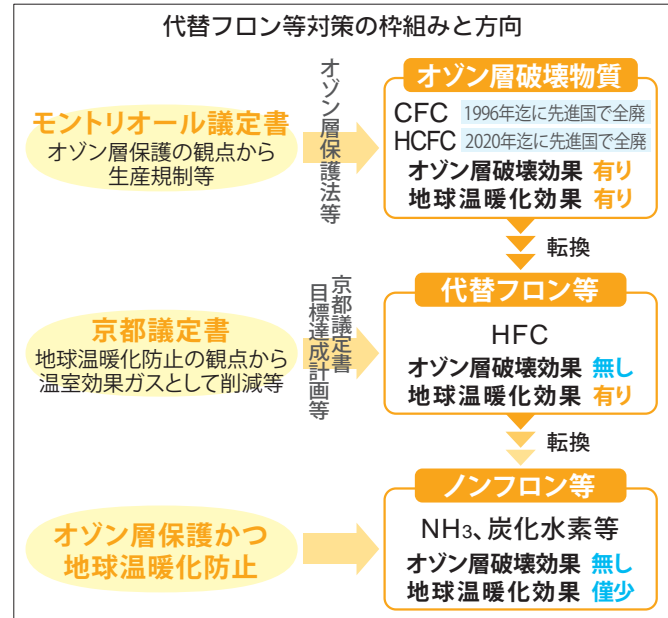 代替フロン等対策の枠組みと方向
モントリオール議定書
オゾン層保護の観点から
生産規制等
オゾン層保護法等
オゾン層破壊物質
CFC 1996年迄に先進国で全廃
HCFC 2020年迄に先進国で全廃
オゾン層破壊効果 有り
地球温暖化効果 有り
転換
京都議定書
地球温暖化防止の観点から
温室効果ガスとして削減等
京都議定書
目標達成計画等
代替フロン等
HFC
オゾン層破壊効果 無し
地球温暖化効果 有り
転換
オゾン層保護かつ
地球温暖化防止
ノンフロン等
NH₃、炭化水素等
オゾン層破壊効果 無し
地球温暖化効果 僅少